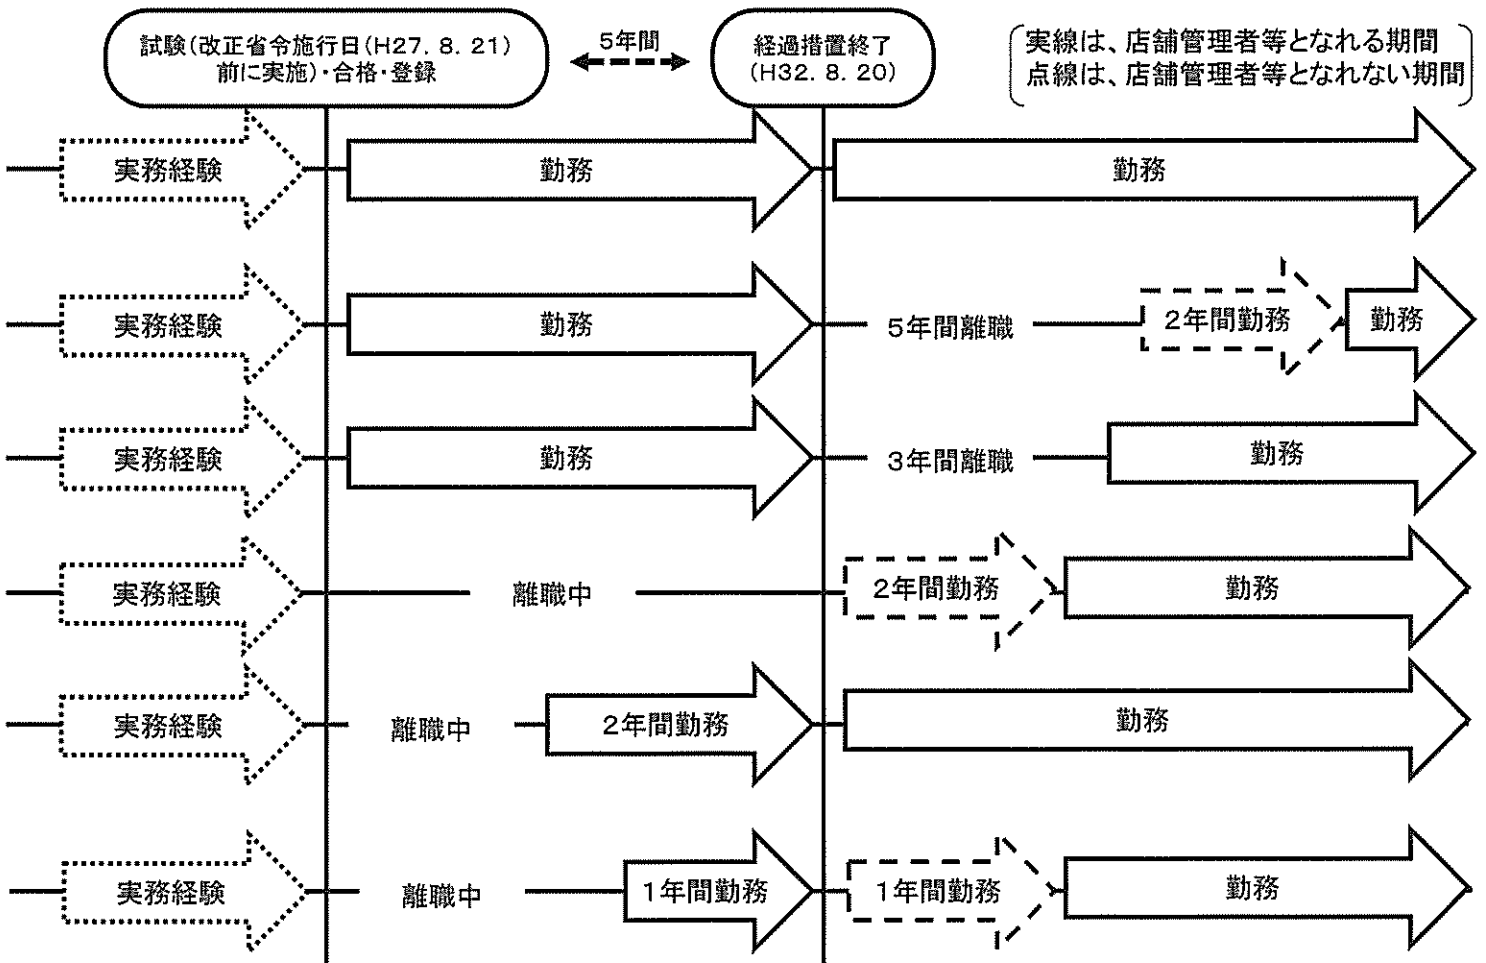 試験(改正省令施行日(H27. 8. 21)
前に実施)・合格・登録
5年間
経過措置終了
(H32. 8. 20)
実線は、店舗管理者等となれる期間
点線は、店舗管理者等となれない期間
実務経験 勤務 勤務
実務経験 勤務 5年間離職 2年間勤務 勤務
実務経験 勤務 3年間離職 勤務
実務経験 離職中 2年間勤務 勤務
実務経験 離職中 2年間勤務 勤務
実務経験 離職中 1年間勤務 1年間勤務 勤務